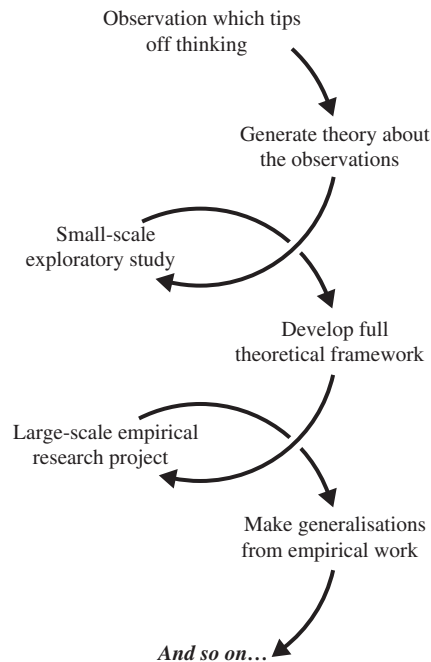 Observation which tips
off thinking
Generate theory about
the observations
Small-scale
exploratory study
Develop full
theoretical framework
Large-scale empirical
research project
Make generalisations
from empirical work
And so on…